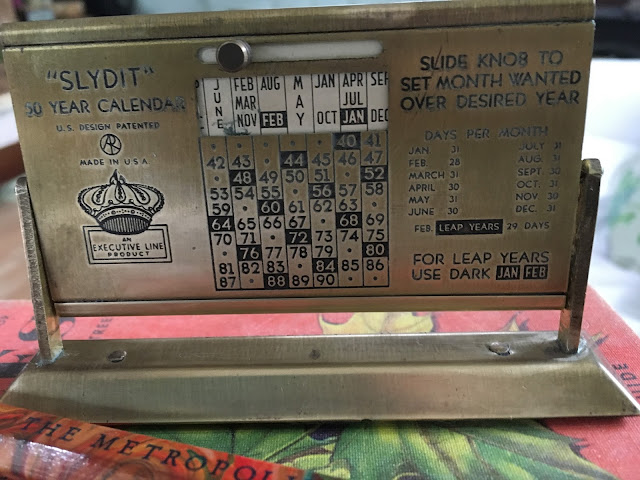 "SLYDIT"
50 YEAR CALENDAR
U.S. DESIGN PATENTED
AR
MADE IN U.S.A.
AN
EXECUTIVE LINE
PRODUCT
JUNE FEB AUG MAY JAN APR SEP
MAR JUL
NOV FEB OCT JAN DEC
40 41
42 43 44 45 46 47
48 49 50 51 52
53 54 55 56 57 58
59 60 61 62 63
64 65 66 67 68 69
70 71 72 73 74 75
76 77 78 79 80
81 82 83 84 85 86
87 88 89 90
SLIDE KNOB TO
SET MONTH WANTED
OVER DESIRED YEAR
DAYS PER MONTH
JAN. 31 JULY 31
FEB. 28 AUG. 31
MARCH 31 SEPT. 30
APRIL 30 OCT. 31
MAY 31 NOV. 30
JUNE 30 DEC. 31
FEB. LEAP YEARS 29 DAYS
FOR LEAP YEARS
USE DARK JAN FEB
THE METROPOLI